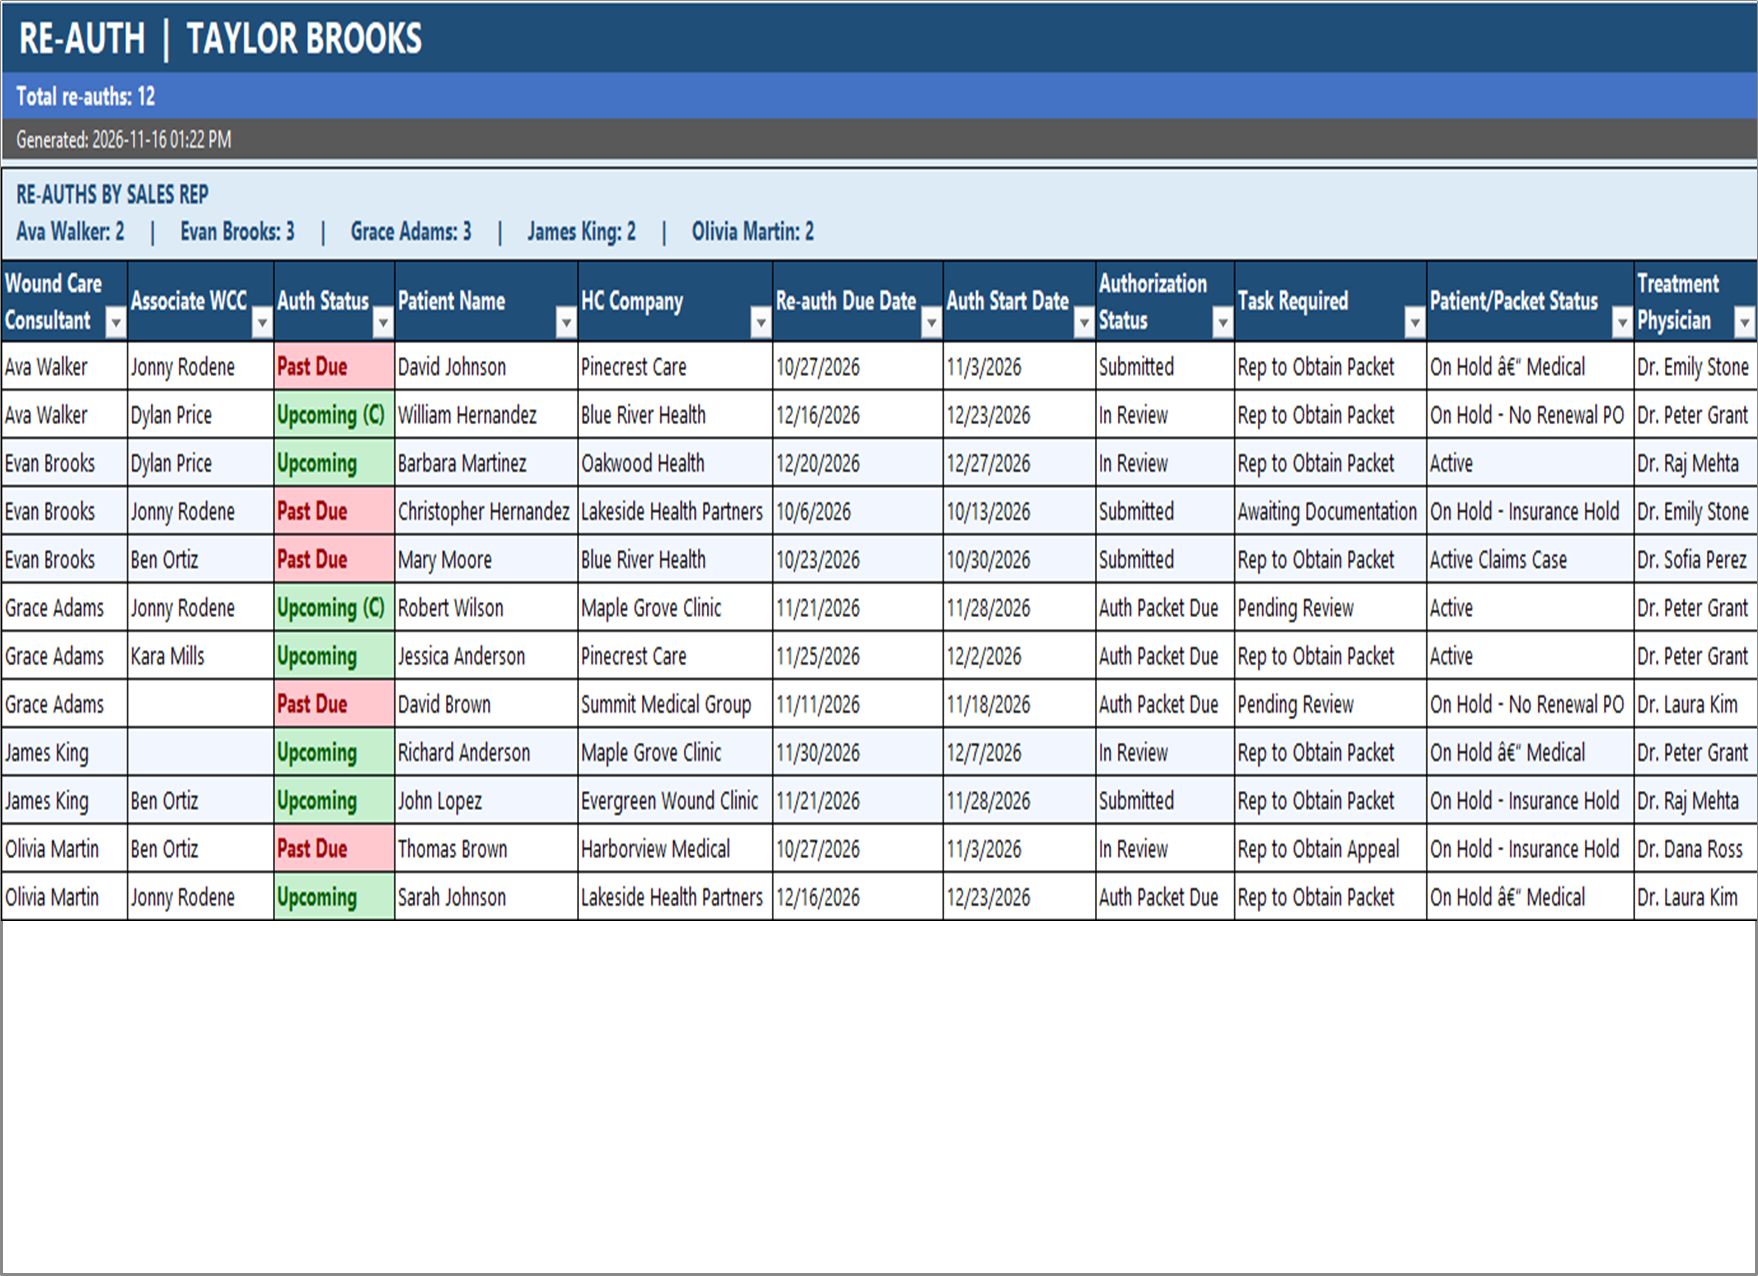 RE-AUTH | TAYLOR BROOKS
Total re-auths: 12
Generated: 2026-11-16 01:22 PM
RE-AUTHS BY SALES REP
Ava Walker: 2 | Evan Brooks: 3 | Grace Adams: 3 | James King: 2 | Olivia Martin: 2
Wound Care Consultant Associate WCC Auth Status Patient Name HC Company Re-auth Due Date Auth Start Date Authorization Status Task Required Patient/Packet Status Treatment Physician
Ava Walker Jonny Rodene Past Due David Johnson Pinecrest Care 10/27/2026 11/3/2026 Submitted Rep to Obtain Packet On Hold â€“ Medical Dr. Emily Stone
Ava Walker Dylan Price Upcoming (C) William Hernandez Blue River Health 12/16/2026 12/23/2026 In Review Rep to Obtain Packet On Hold - No Renewal PO Dr. Peter Grant
Evan Brooks Dylan Price Upcoming Barbara Martinez Oakwood Health 12/20/2026 12/27/2026 In Review Rep to Obtain Packet Active Dr. Raj Mehta
Evan Brooks Jonny Rodene Past Due Christopher Hernandez Lakeside Health Partners 10/6/2026 10/13/2026 Submitted Awaiting Documentation On Hold - Insurance Hold Dr. Emily Stone
Evan Brooks Ben Ortiz Past Due Mary Moore Blue River Health 10/23/2026 10/30/2026 Submitted Rep to Obtain Packet Active Claims Case Dr. Sofia Perez
Grace Adams Jonny Rodene Upcoming (C) Robert Wilson Maple Grove Clinic 11/21/2026 11/28/2026 Auth Packet Due Pending Review Active Dr. Peter Grant
Grace Adams Kara Mills Upcoming Jessica Anderson Pinecrest Care 11/25/2026 12/2/2026 Auth Packet Due Rep to Obtain Packet Active Dr. Peter Grant
Grace Adams Past Due David Brown Summit Medical Group 11/11/2026 11/18/2026 Auth Packet Due Pending Review On Hold - No Renewal PO Dr. Laura Kim
James King Upcoming Richard Anderson Maple Grove Clinic 11/30/2026 12/7/2026 In Review Rep to Obtain Packet On Hold â€“ Medical Dr. Peter Grant
James King Ben Ortiz Upcoming John Lopez Evergreen Wound Clinic 11/21/2026 11/28/2026 Submitted Rep to Obtain Packet On Hold - Insurance Hold Dr. Raj Mehta
Olivia Martin Ben Ortiz Past Due Thomas Brown Harborview Medical 10/27/2026 11/3/2026 In Review Rep to Obtain Appeal On Hold - Insurance Hold Dr. Dana Ross
Olivia Martin Jonny Rodene Upcoming Sarah Johnson Lakeside Health Partners 12/16/2026 12/23/2026 Auth Packet Due Rep to Obtain Packet On Hold â€“ Medical Dr. Laura Kim